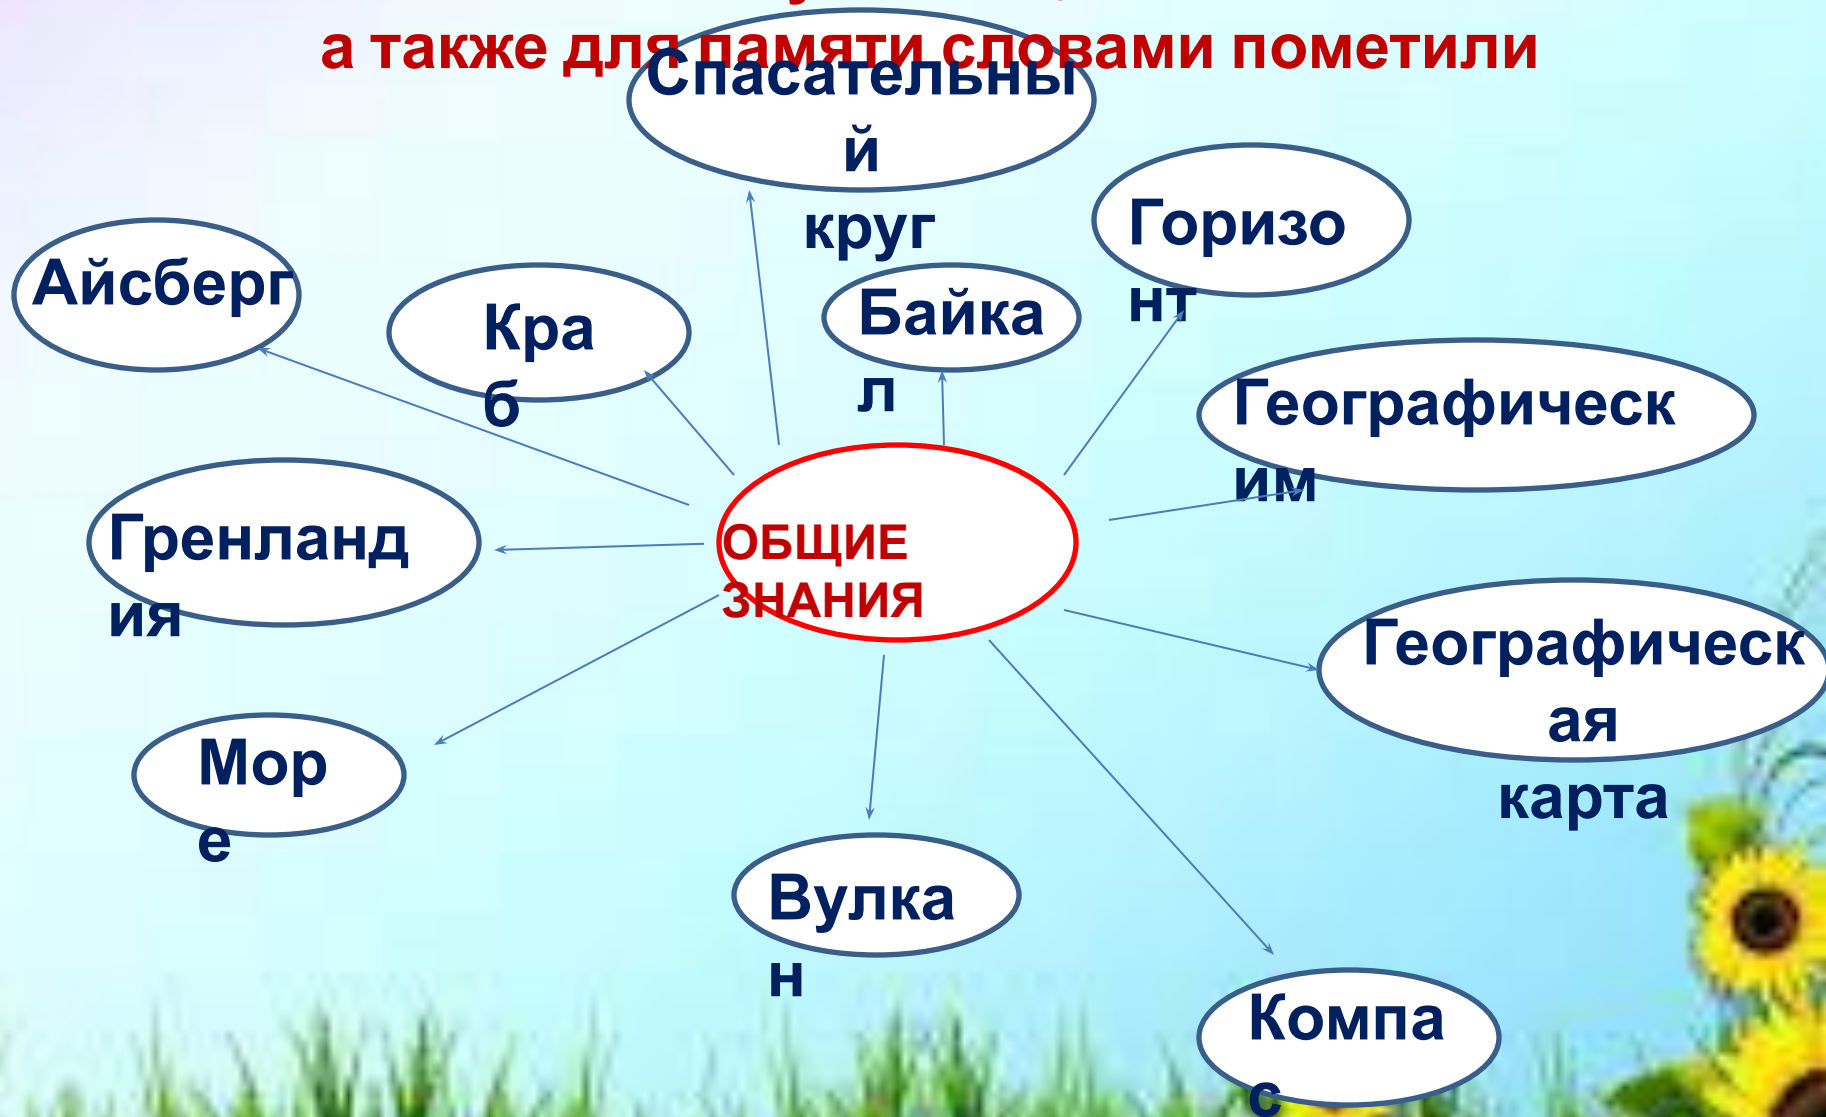 а также для памяти словами пометили
Спасательны
й
круг
Горизо
нт
Айсберг
Кра
б
Байка
л
Географическ
им
Гренланд
ия
ОБЩИЕ
ЗНАНИЯ
Географическ
ая
карта
Мор
е
Вулка
н
Компа
с